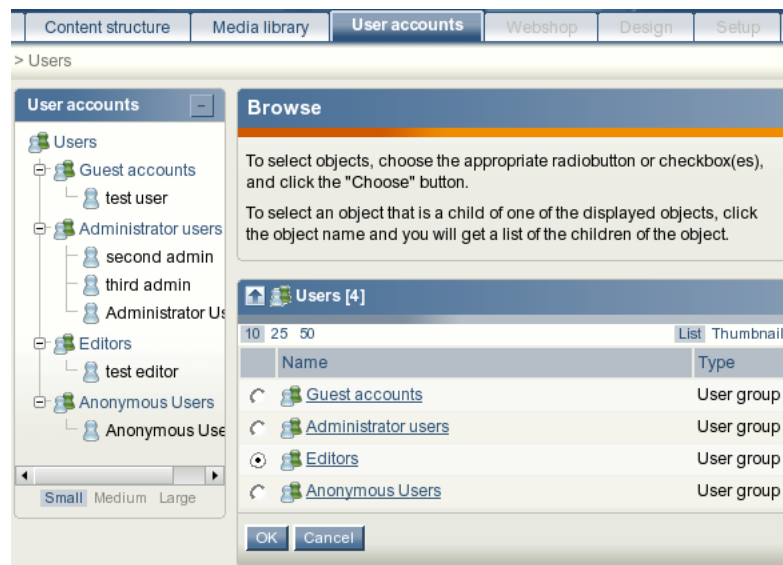 Content structure
Media library
User accounts
Webshop
Design
Setup
> Users
User accounts
Users
Guest accounts
test user
Administrator users
second admin
third admin
Administrator Us
Editors
test editor
Anonymous Users
Anonymous Use
Small Medium Large
Browse
To select objects, choose the appropriate radiobutton or checkbox(es),
and click the "Choose" button.
To select an object that is a child of one of the displayed objects, click
the object name and you will get a list of the children of the object.
Users [4]
10 25 50 List Thumbnail
Name Type
Guest accounts User group
Administrator users User group
Editors User group
Anonymous Users User group
OK Cancel